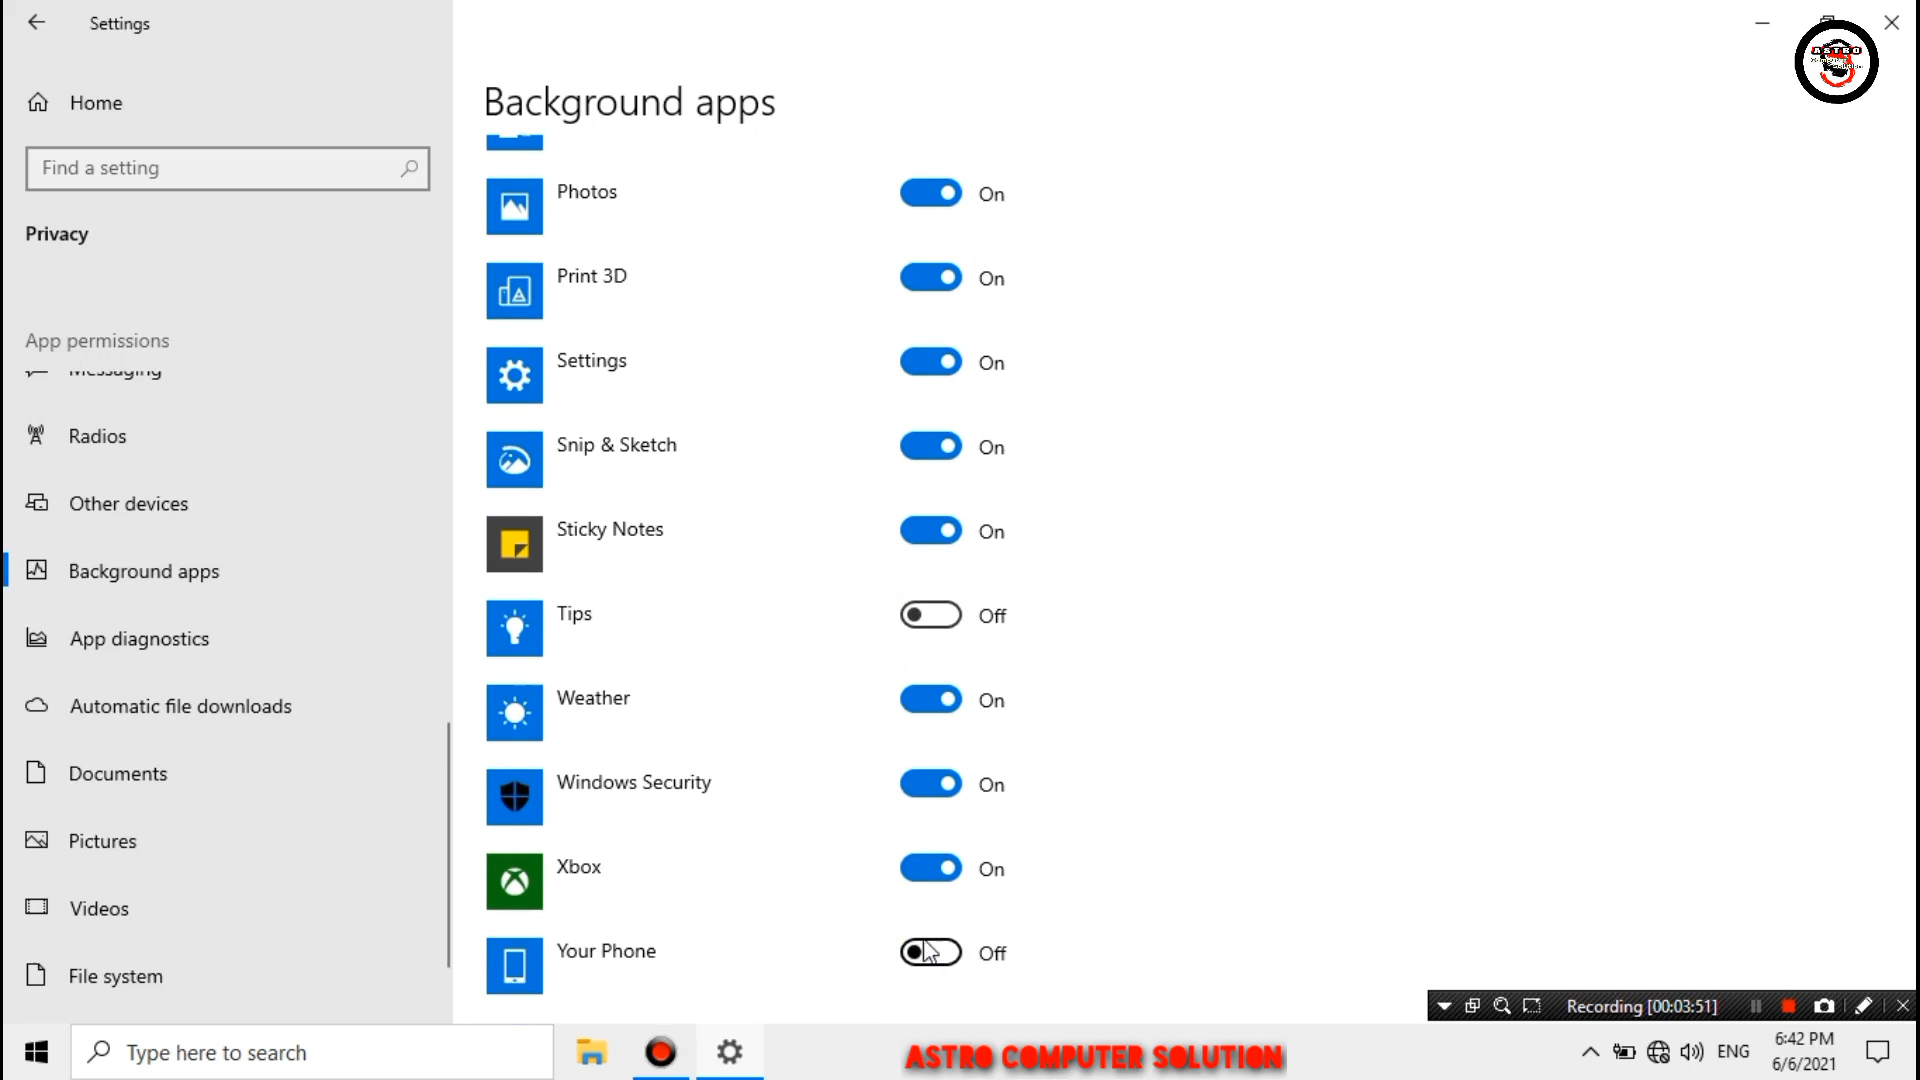 Settings
Home
Find a setting
Privacy
App permissions
Messaging
Radios
Other devices
Background apps
App diagnostics
Automatic file downloads
Documents
Pictures
Videos
File system
Background apps
Photos On
Print 3D On
Settings On
Snip & Sketch On
Sticky Notes On
Tips Off
Weather On
Windows Security On
Xbox On
Your Phone Off
ASTRO
Recording [00:03:51]
Type here to search
ASTRO COMPUTER SOLUTION
ENG
6:42 PM
6/6/2021